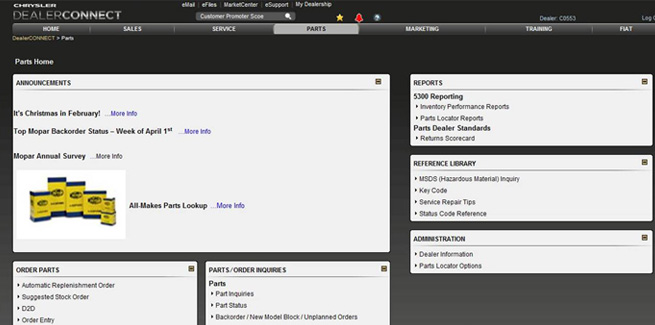 CHRYSLER
DEALERCONNECT
eMail | eFiles | MarketCenter | eSupport | My Dealership
Customer Promoter Scoe
Dealer: C0553
Log
HOME SALES SERVICE PARTS MARKETING TRAINING FIAT
DealerCONNECT > Parts
Parts Home
ANNOUNCEMENTS
It's Christmas in February! ...More Info
Top Mopar Backorder Status – Week of April 1st ...More Info
Mopar Annual Survey ...More Info
All-Makes Parts Lookup ...More Info
ORDER PARTS
Automatic Replenishment Order
Suggested Stock Order
D2D
Order Entry
PARTS/ORDER INQUIRIES
Parts
Part Inquiries
Part Status
Backorder / New Model Block / Unplanned Orders
REPORTS
5300 Reporting
Inventory Performance Reports
Parts Locator Reports
Parts Dealer Standards
Returns Scorecard
REFERENCE LIBRARY
MSDS (Hazardous Material) Inquiry
Key Code
Service Repair Tips
Status Code Reference
ADMINISTRATION
Dealer Information
Parts Locator Options